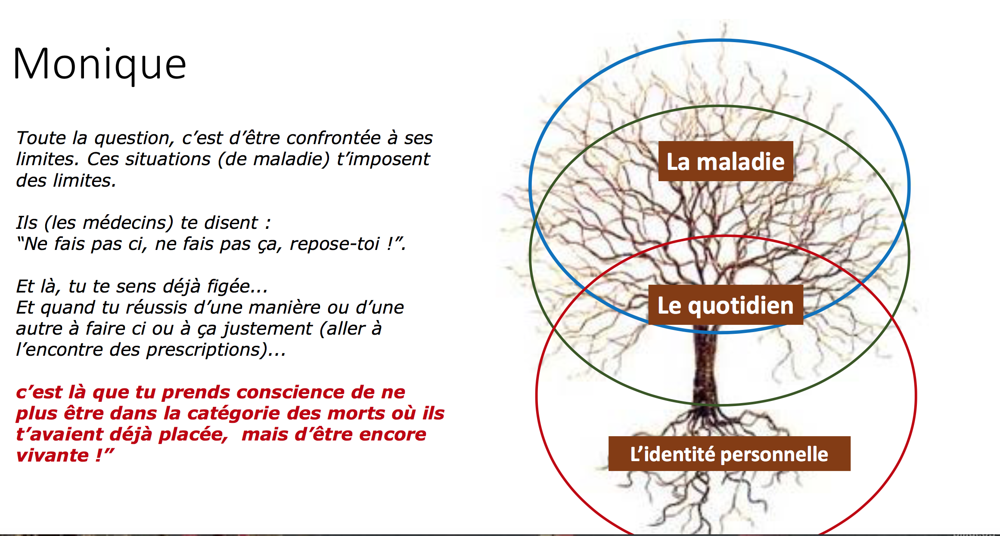 Monique
Toute la question, c’est d’être confrontée à ses
limites. Ces situations (de maladie) t’imposent
des limites.
Ils (les médecins) te disent :
“Ne fais pas ci, ne fais pas ça, repose-toi !”.
Et là, tu te sens déjà figée...
Et quand tu réussis d’une manière ou d’une
autre à faire ci ou à ça justement (aller à
l’encontre des prescriptions)...
c’est là que tu prends conscience de ne
plus être dans la catégorie des morts où ils
t’avaient déjà placée,  mais d’être encore
vivante !”
La maladie
Le quotidien
L’identité personnelle